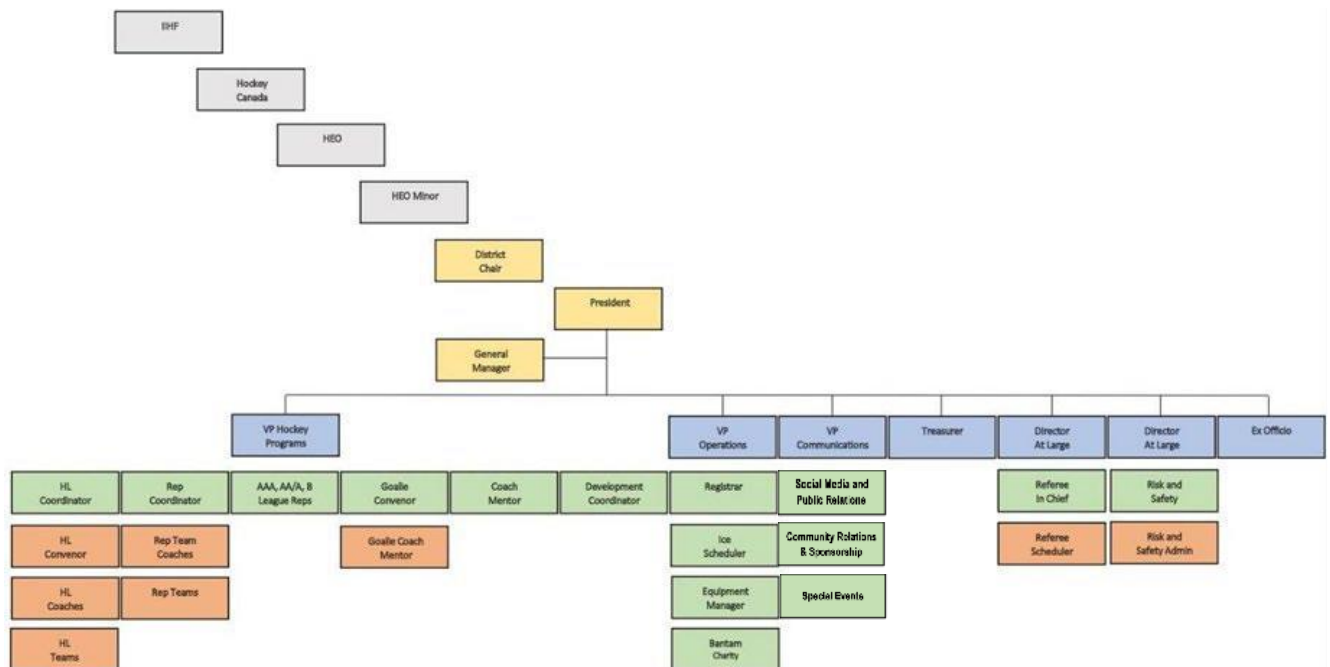 IIHF
Hockey
Canada
HEO
HEO Minor
District
Chair
President
General
Manager
VP Hockey
Programs
VP
Operations
VP
Communications
Treasurer
Director
At Large
Director
At Large
Ex Officio
HL
Coordinator
Rep
Coordinator
AAA, AA/A, B
League Reps
Goalie
Convenor
Coach
Mentor
Development
Coordinator
Registrar
Social Media and
Public Relations
Referee
In Chief
Risk and
Safety
HL
Convenor
Rep Team
Coaches
Goalie Coach
Mentor
Ice
Scheduler
Community Relations
& Sponsorship
Referee
Scheduler
Risk and
Safety Admin
HL
Coaches
Rep Teams
Equipment
Manager
Special Events
HL
Teams
Bantam
Charity